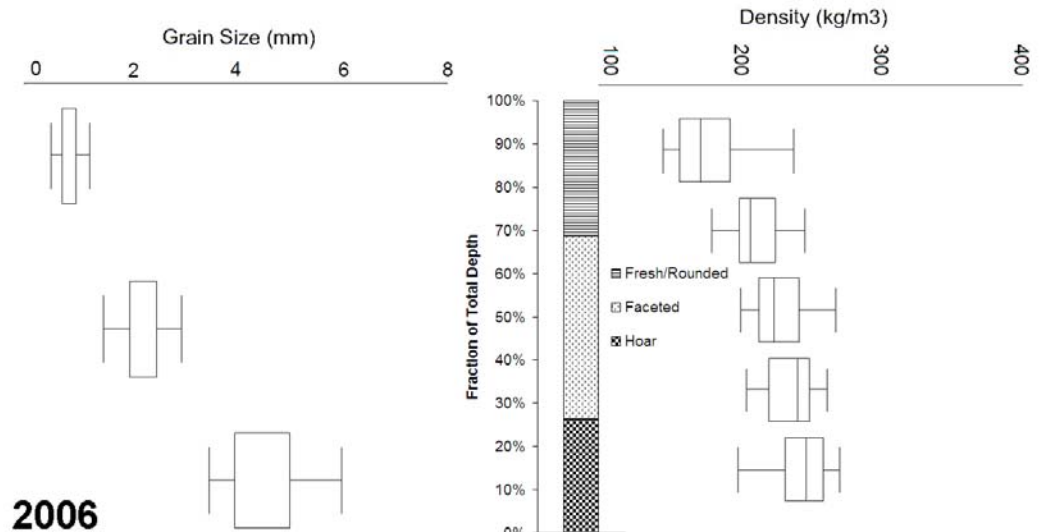 Grain Size (mm)
0 2 4 6 8
Density (kg/m3)
100 200 300 400
Fraction of Total Depth
100%
90%
80%
70%
60%
50%
40%
30%
20%
10%
0%
Fresh/Rounded
Faceted
Hoar
2006